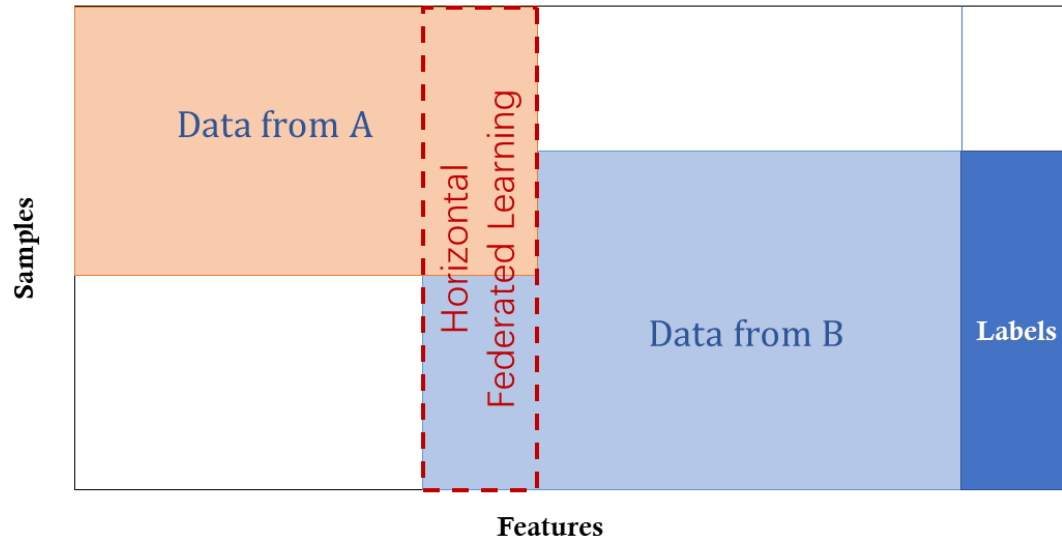 Data from A
Horizontal
Federated Learning
Samples
Data from B
Labels
Features